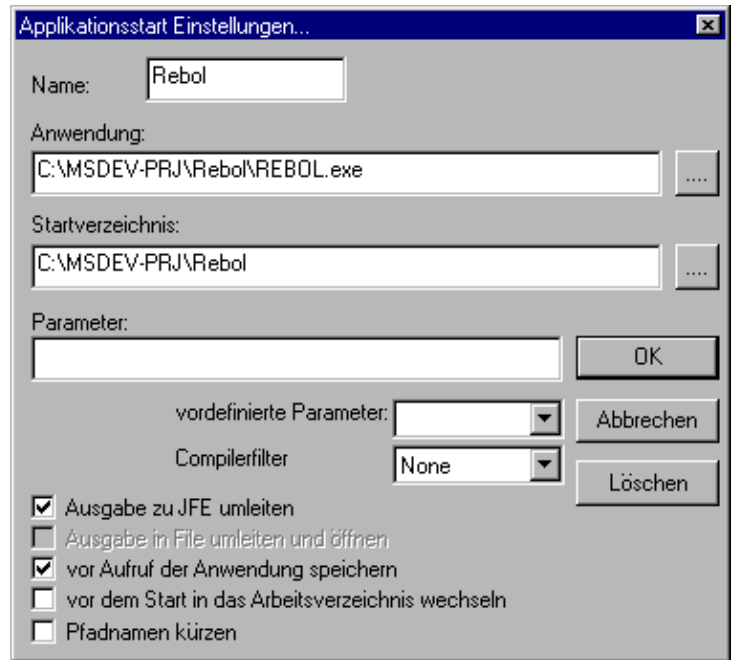 Applikationsstart Einstellungen...
Name: Rebol
Anwendung:
C:\MSDEV-PRJ\Rebol\REBOL.exe ....
Startverzeichnis:
C:\MSDEV-PRJ\Rebol ....
Parameter:
OK
vordefinierte Parameter: Abbrechen
Compilerfilter None Löschen
Ausgabe zu JFE umleiten
Ausgabe in File umleiten und öffnen
vor Aufruf der Anwendung speichern
vor dem Start in das Arbeitsverzeichnis wechseln
Pfadnamen kürzen